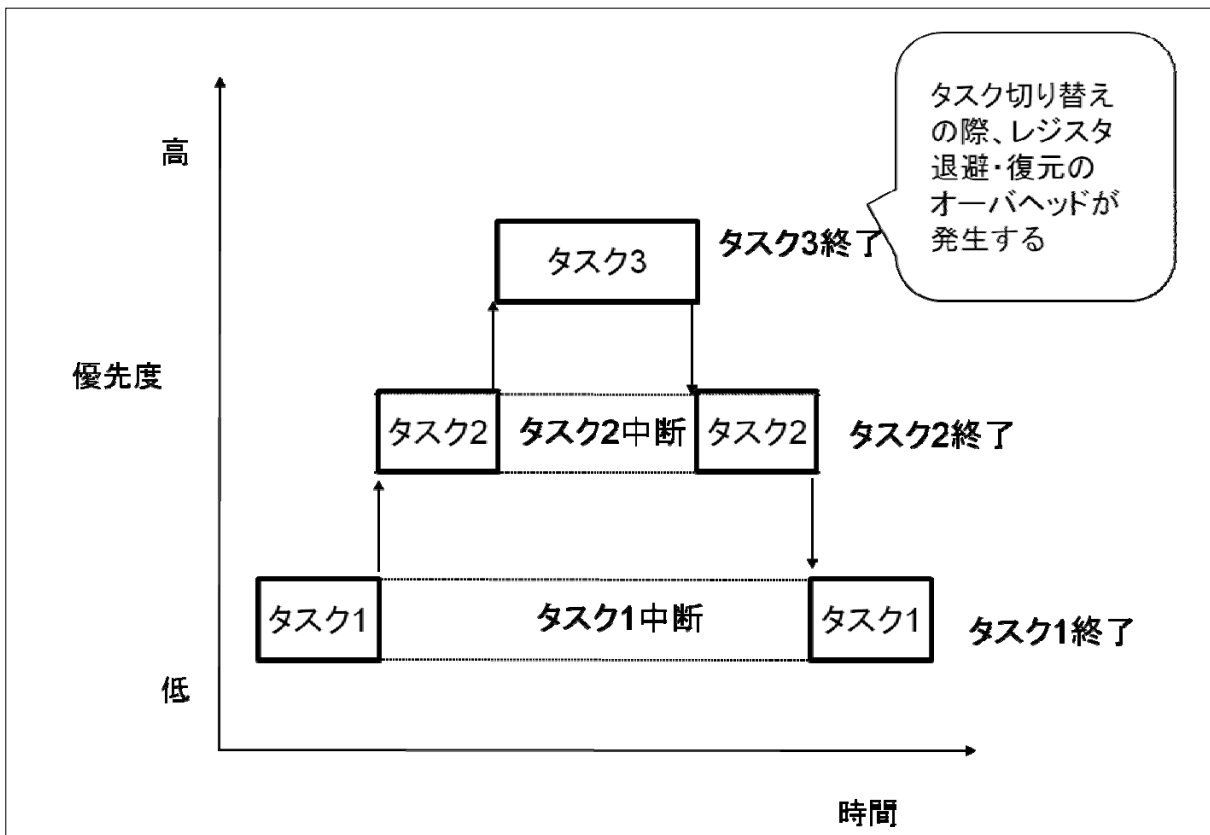 タスク切り替え
の際、レジスタ
退避・復元の
オーバヘッドが
発生する
高
タスク3
タスク3終了
優先度
タスク2
タスク2中断
タスク2
タスク2終了
タスク1
タスク1中断
タスク1
タスク1終了
低
時間